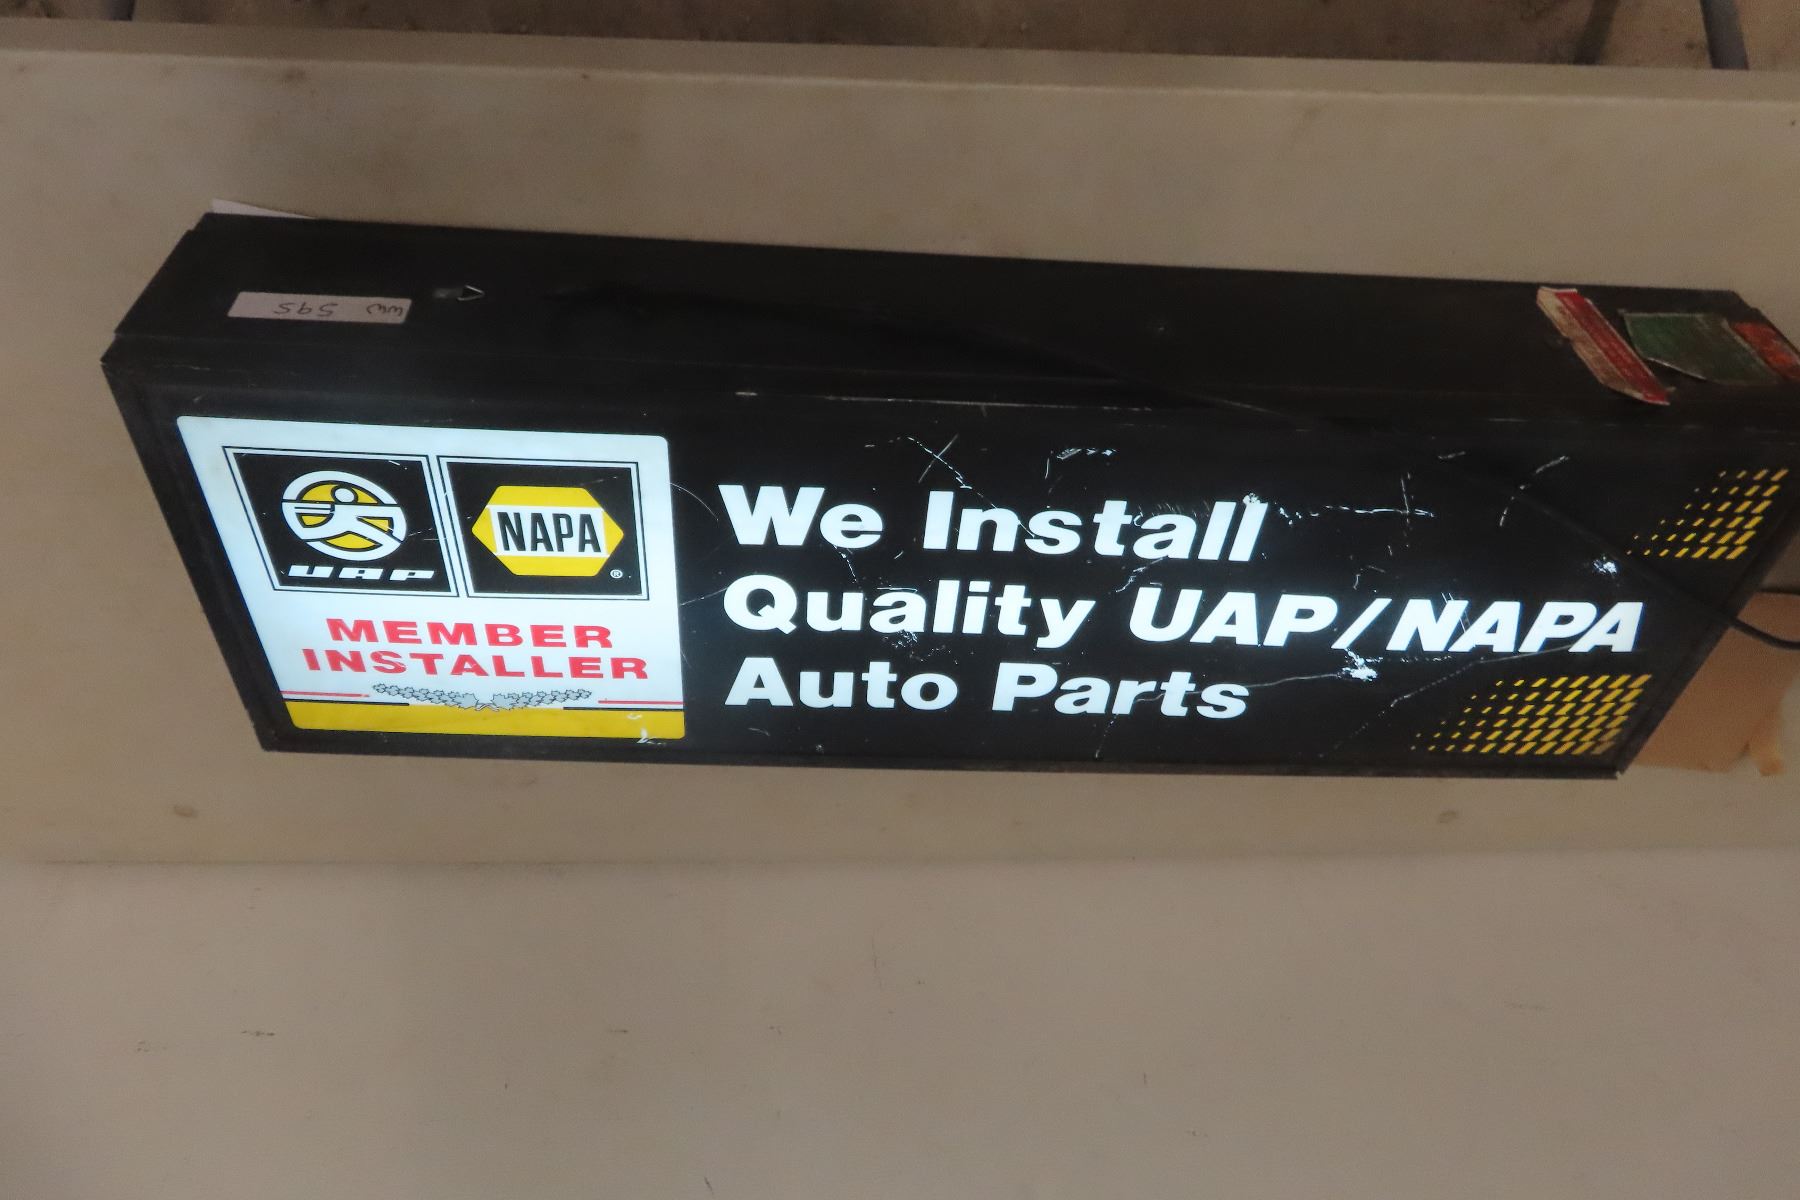 WW 595
UAP
NAPA
®
MEMBER
INSTALLER
We Install
Quality UAP/NAPA
Auto Parts